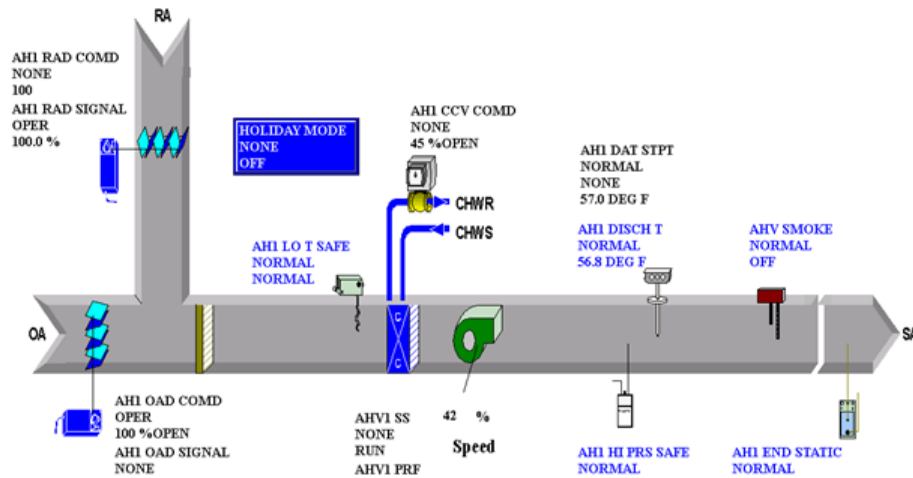 RA
AH1 RAD COMD
NONE
100
AH1 RAD SIGNAL
OPER
100.0 %
HOLIDAY MODE
NONE
OFF
AH1 CCV COMD
NONE
45 %OPEN
CHWR
CHWS
AH1 DAT STPT
NORMAL
NONE
57.0 DEG F
AH1 DISCH T
NORMAL
56.8 DEG F
AHV SMOKE
NORMAL
OFF
AH1 LO T SAFE
NORMAL
NORMAL
OA
C
C
SA
AH1 OAD COMD
OPER
100 %OPEN
AH1 OAD SIGNAL
NONE
AHV1 SS
NONE
RUN
AHV1 PRF
42 %
Speed
AH1 HI PRS SAFE
NORMAL
AH1 END STATIC
NORMAL